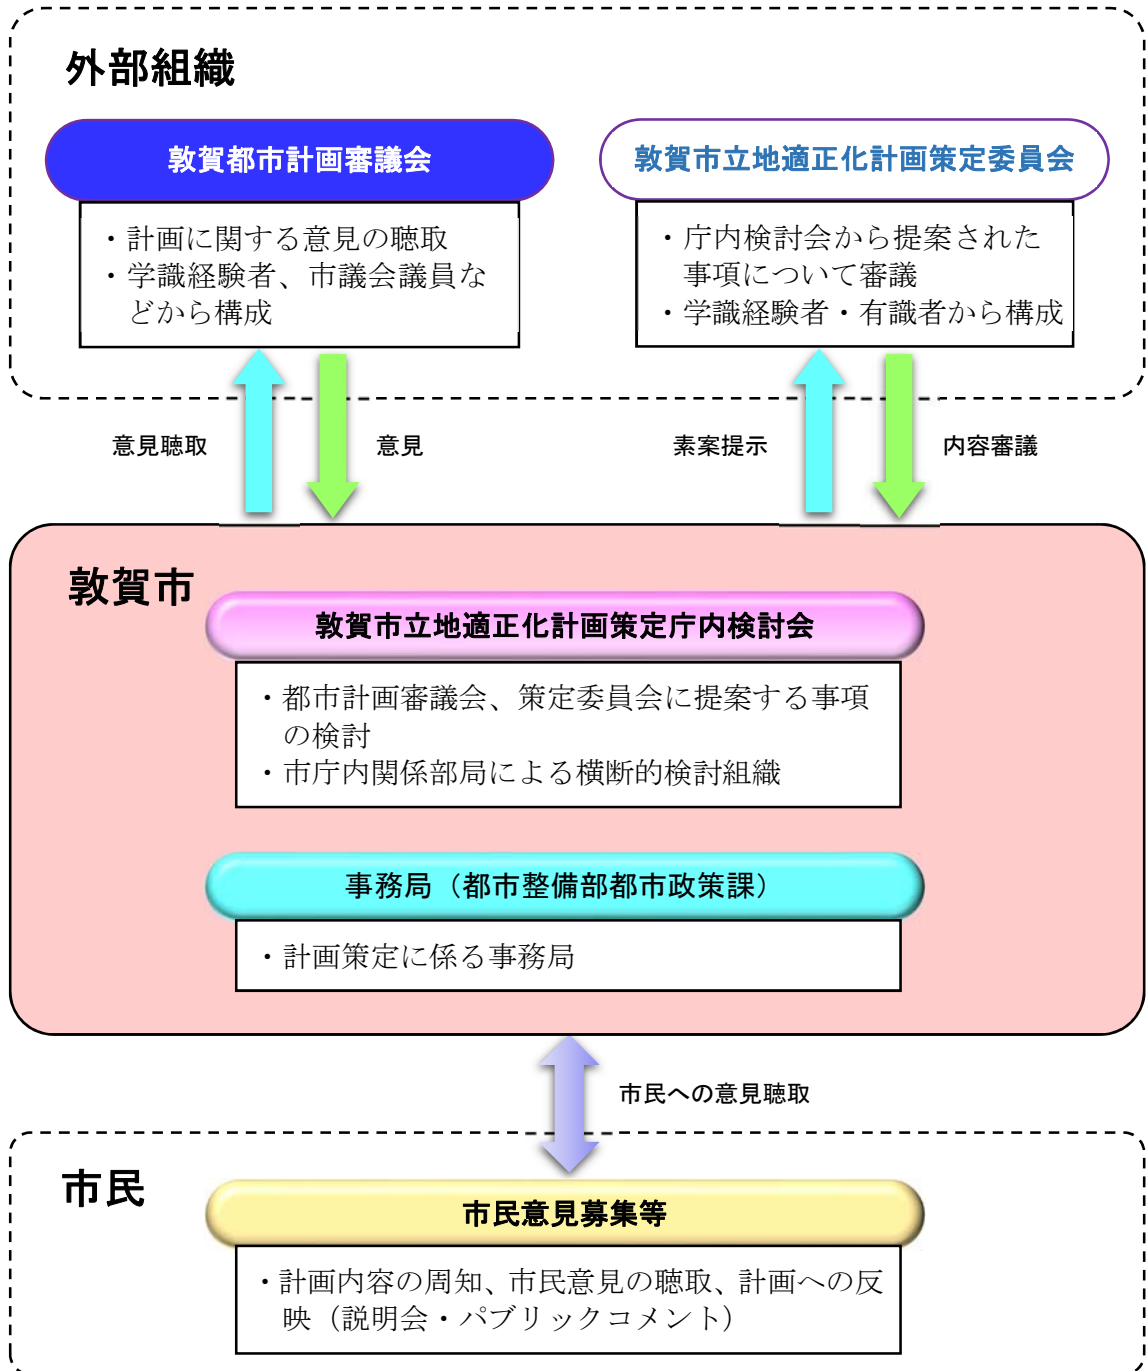 外部組織
敦賀都市計画審議会
・計画に関する意見の聴取
・学識経験者、市議会議員な
どから構成
敦賀市立地適正化計画策定委員会
・庁内検討会から提案された
事項について審議
・学識経験者・有識者から構成
意見聴取
意見
素案提示
内容審議
敦賀市
敦賀市立地適正化計画策定庁内検討会
・都市計画審議会、策定委員会に提案する事項
の検討
・市庁内関係部局による横断的検討組織
事務局（都市整備部都市政策課）
・計画策定に係る事務局
市民への意見聴取
市民
市民意見募集等
・計画内容の周知、市民意見の聴取、計画への反
映（説明会・パブリックコメント）